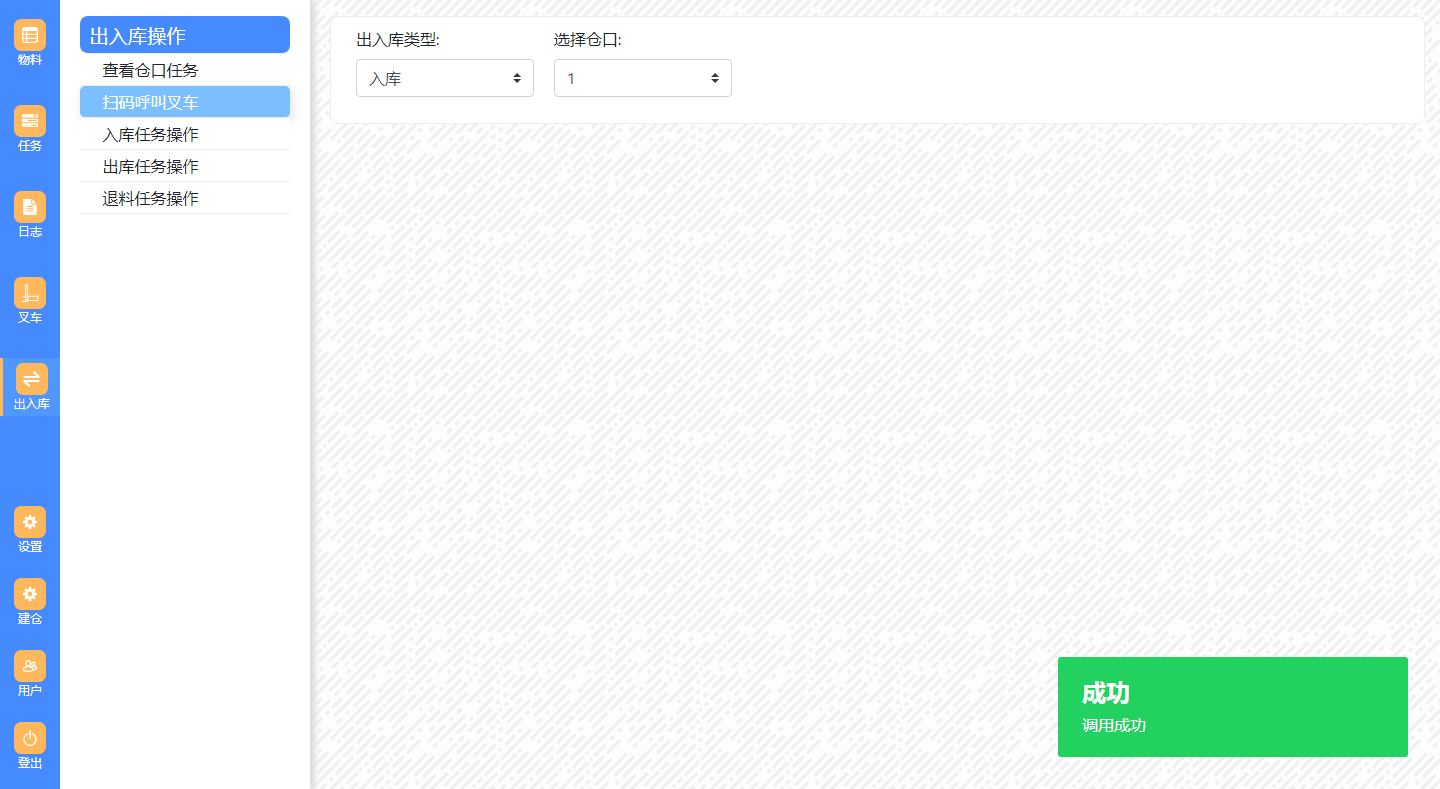 物料
任务
日志
叉车
出入库
设置
建仓
用户
登出
出入库操作
查看仓口任务
扫码呼叫叉车
入库任务操作
出库任务操作
退料任务操作
出入库类型:
选择仓口:
入库
1
成功
调用成功